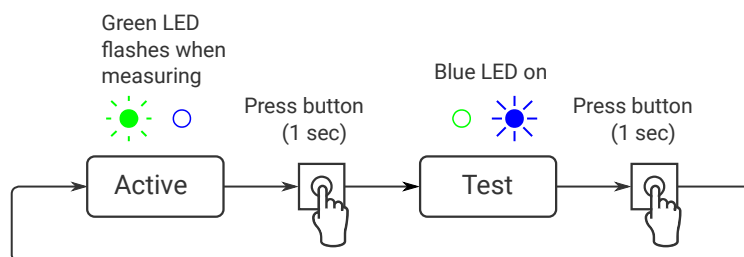 Green LED
flashes when
measuring
Blue LED on
Press button
(1 sec)
Press button
(1 sec)
Active
Test